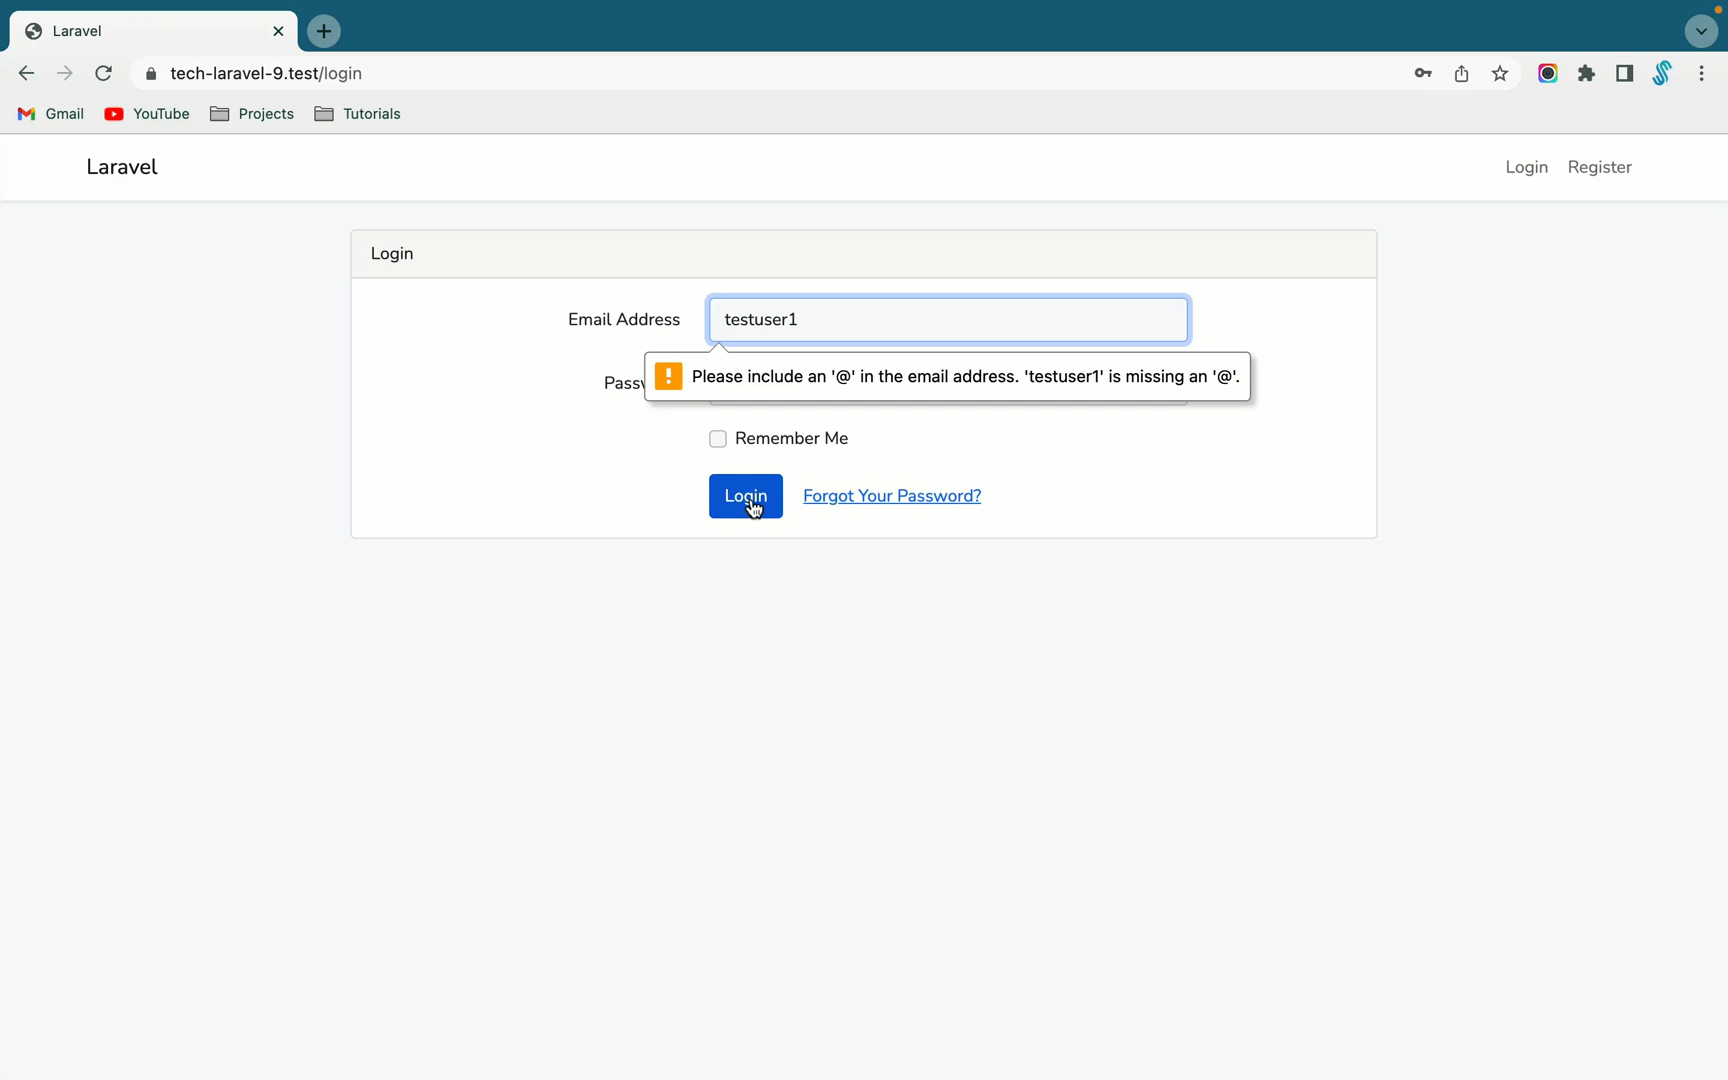 Laravel
tech-laravel-9.test/login
Gmail YouTube Projects Tutorials
Laravel Login Register
Login
Email Address testuser1
Please include an '@' in the email address. 'testuser1' is missing an '@'.
Passw
Remember Me
Login Forgot Your Password?